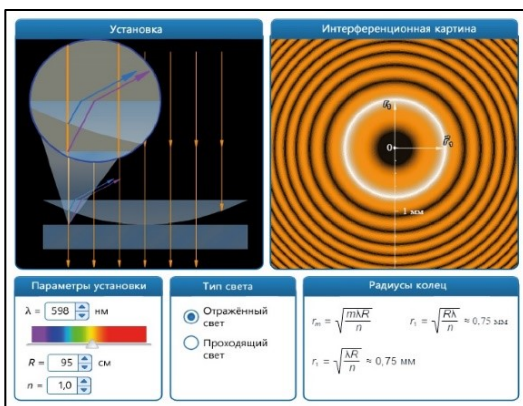 Установка
Интерференционная картина
r₀
0
r₀
1 мм
Параметры установки
λ = 598 нм
R = 95 см
n = 1,0
Тип света
Отражённый свет
Проходящий свет
Радиусы колец
rₘ = √(mλR/n) r₁ = √(Rλ/n) ≈ 0,75 мм
r₁ = √(λR/n) ≈ 0,75 мм